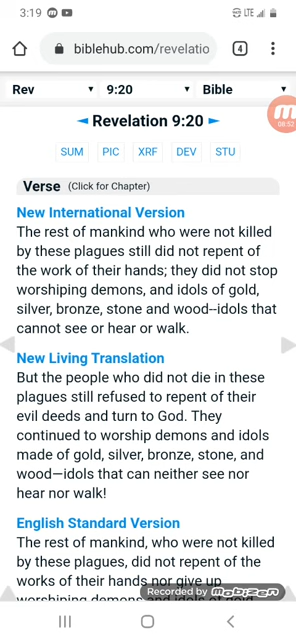 3:19 LTE
biblehub.com/revelatio 4
Rev 9:20 Bible
08:52
Revelation 9:20
SUM PIC XRF DEV STU
Verse (Click for Chapter)
New International Version
The rest of mankind who were not killed
by these plagues still did not repent of
the work of their hands; they did not stop
worshiping demons, and idols of gold,
silver, bronze, stone and wood--idols that
cannot see or hear or walk.
New Living Translation
But the people who did not die in these
plagues still refused to repent of their
evil deeds and turn to God. They
continued to worship demons and idols
made of gold, silver, bronze, stone, and
wood—idols that can neither see nor
hear nor walk!
English Standard Version
The rest of mankind, who were not killed
by these plagues, did not repent of the
works of their hands nor give up
worshiping demons and idols of gold
Recorded by mobizen